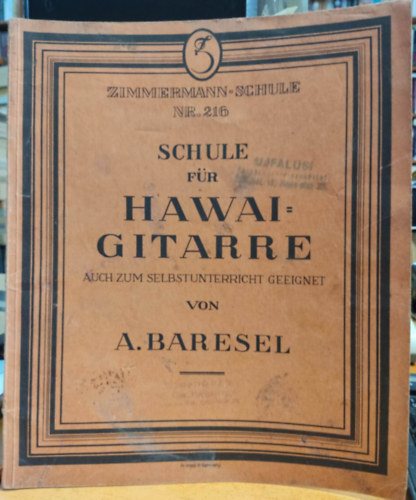 ZIMMERMANN=SCHULE
NR. 216
SCHULE
FÜR
HAWAI=
GITARRE
AUCH ZUM SELBSTUNTERRICHT GEEIGNET
VON
A. BARESEL